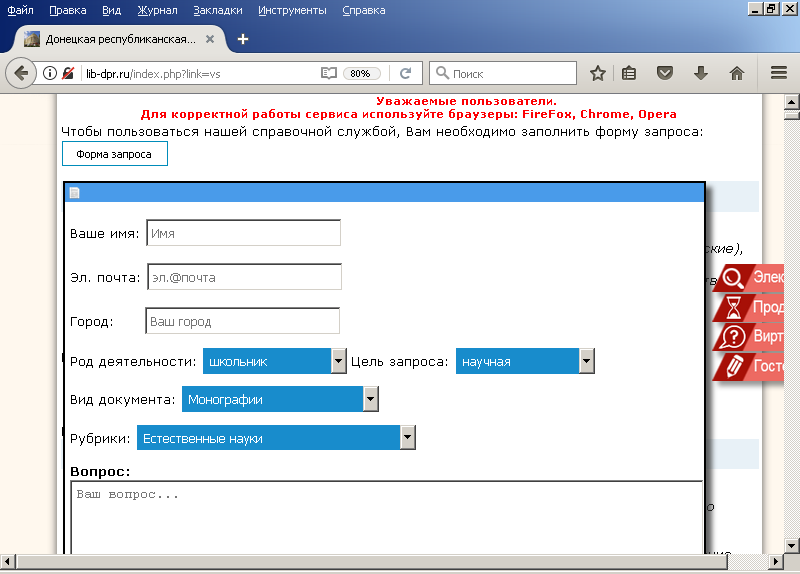 Файл Правка Вид Журнал Закладки Инструменты Справка
Донецкая республиканская...
lib-dpr.ru/index.php?link=vs 80% Поиск
Уважаемые пользователи.
Для корректной работы сервиса используйте браузеры: FireFox, Chrome, Opera
Чтобы пользоваться нашей справочной службой, Вам необходимо заполнить форму запроса:
Форма запроса
Ваше имя: Имя
ские),
Эл. почта: эл.@почта
Элек
Прод
Город: Ваш город
Вирт
Гост
Род деятельности: школьник Цель запроса: научная
Вид документа: Монографии
Рубрики: Естественные науки
Вопрос:
Ваш вопрос...
о